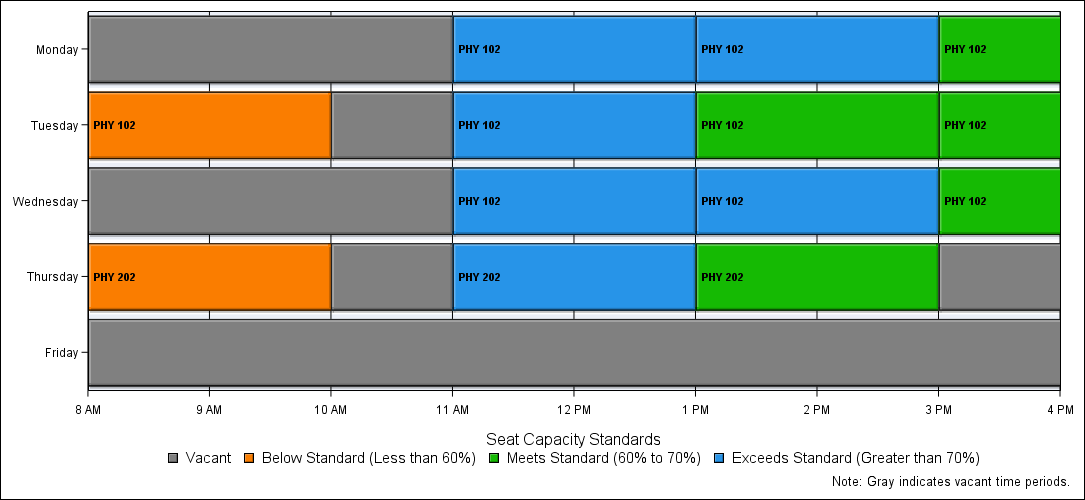 Monday PHY 102 PHY 102 PHY 102
Tuesday PHY 102 PHY 102 PHY 102 PHY 102
Wednesday PHY 102 PHY 102 PHY 102
Thursday PHY 202 PHY 202 PHY 202
Friday
8 AM 9 AM 10 AM 11 AM 12 PM 1 PM 2 PM 3 PM 4 PM
Seat Capacity Standards
Vacant Below Standard (Less than 60%) Meets Standard (60% to 70%) Exceeds Standard (Greater than 70%)
Note: Gray indicates vacant time periods.